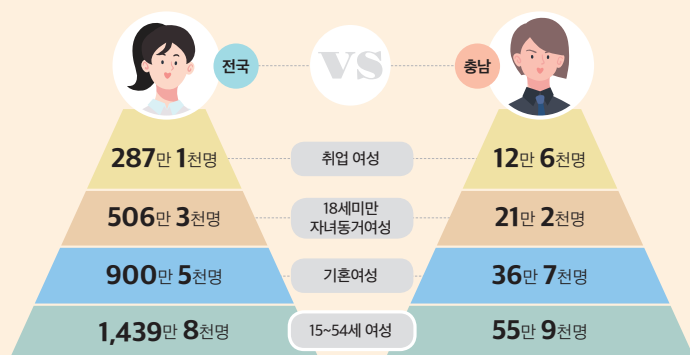 전국 VS 충남
287만 1천명 취업 여성 12만 6천명
506만 3천명 18세미만 21만 2천명
자녀동거여성
900만 5천명 기혼여성 36만 7천명
1,439만 8천명 15~54세 여성 55만 9천명